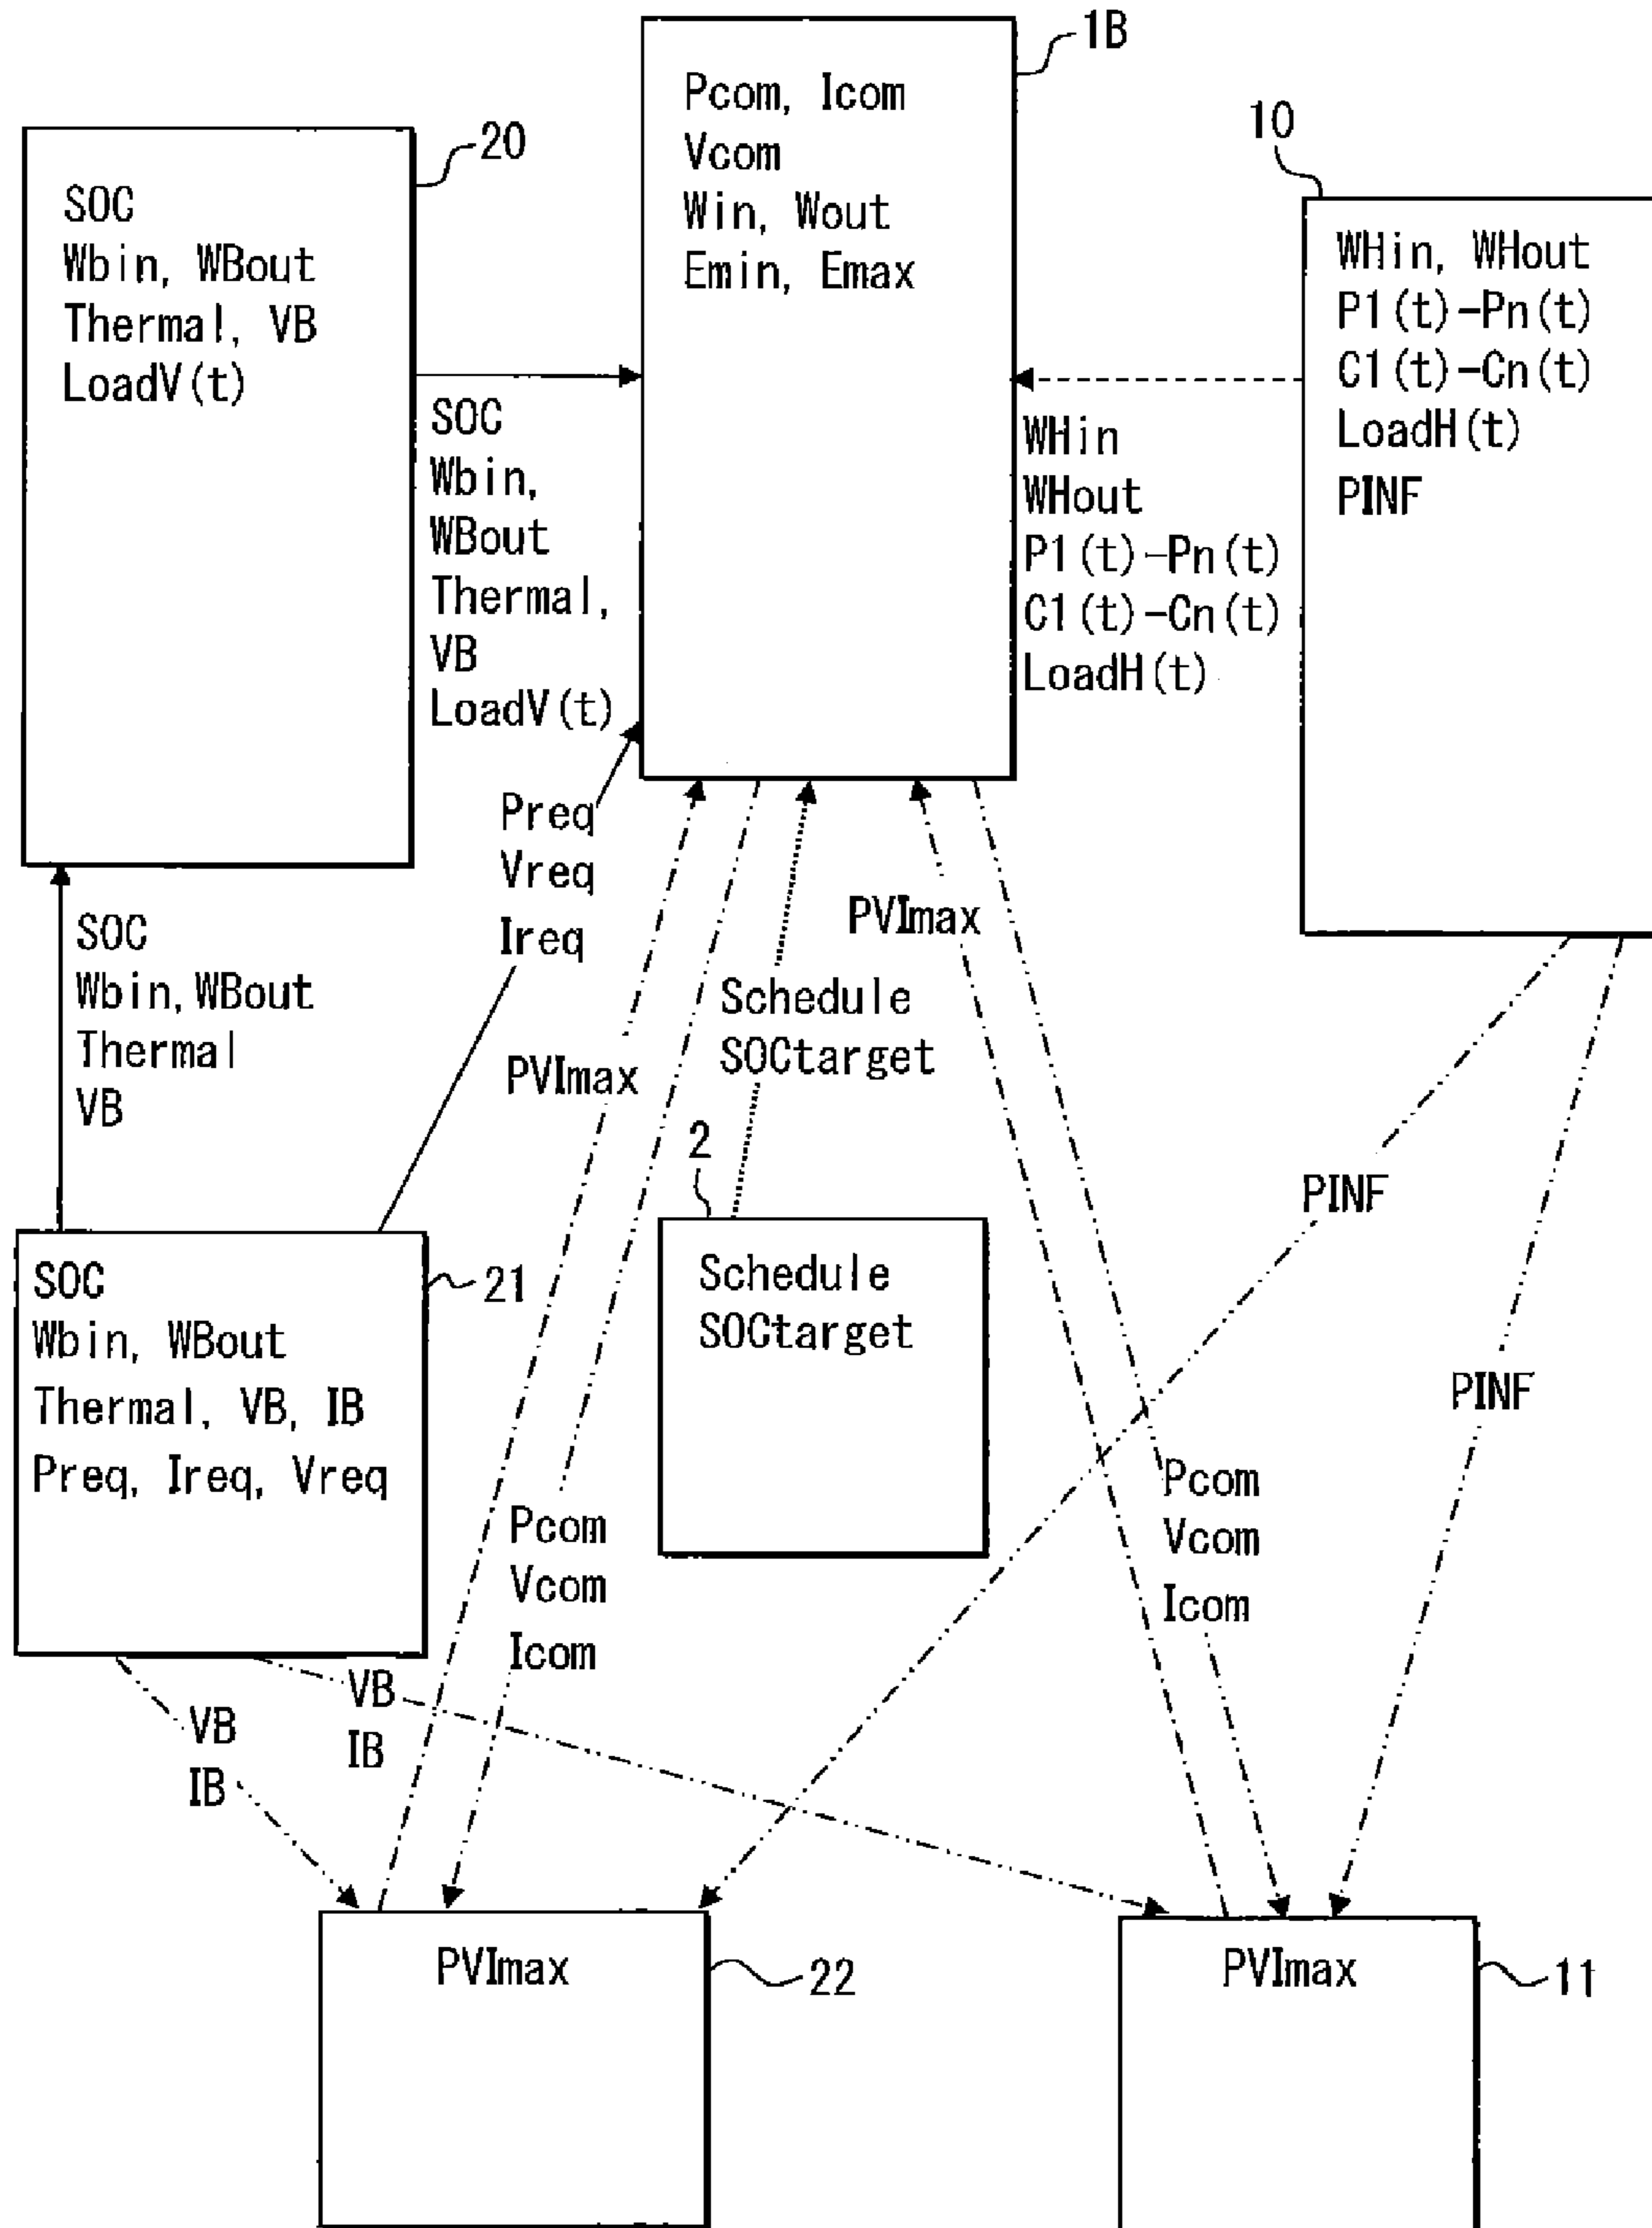 1B
Pcom, Icom
Vcom
Win, Wout
Emin, Emax
20
SOC
Wbin, WBout
Thermal, VB
LoadV(t)
10
WHin, WHout
P1(t)-Pn(t)
C1(t)-Cn(t)
LoadH(t)
PINF
SOC
Wbin,
WBout
Thermal,
VB
LoadV(t)
WHin
WHout
P1(t)-Pn(t)
C1(t)-Cn(t)
LoadH(t)
Preq
Vreq
Ireq
SOC
Wbin,WBout
Thermal
VB
PVImax
Schedule
SOCtarget
PVImax
PINF
PINF
2
Schedule
SOCtarget
21
SOC
Wbin, WBout
Thermal, VB, IB
Preq, Ireq, Vreq
Pcom
Vcom
Icom
Pcom
Vcom
Icom
VB
IB
VB
IB
PVImax
22
PVImax
11